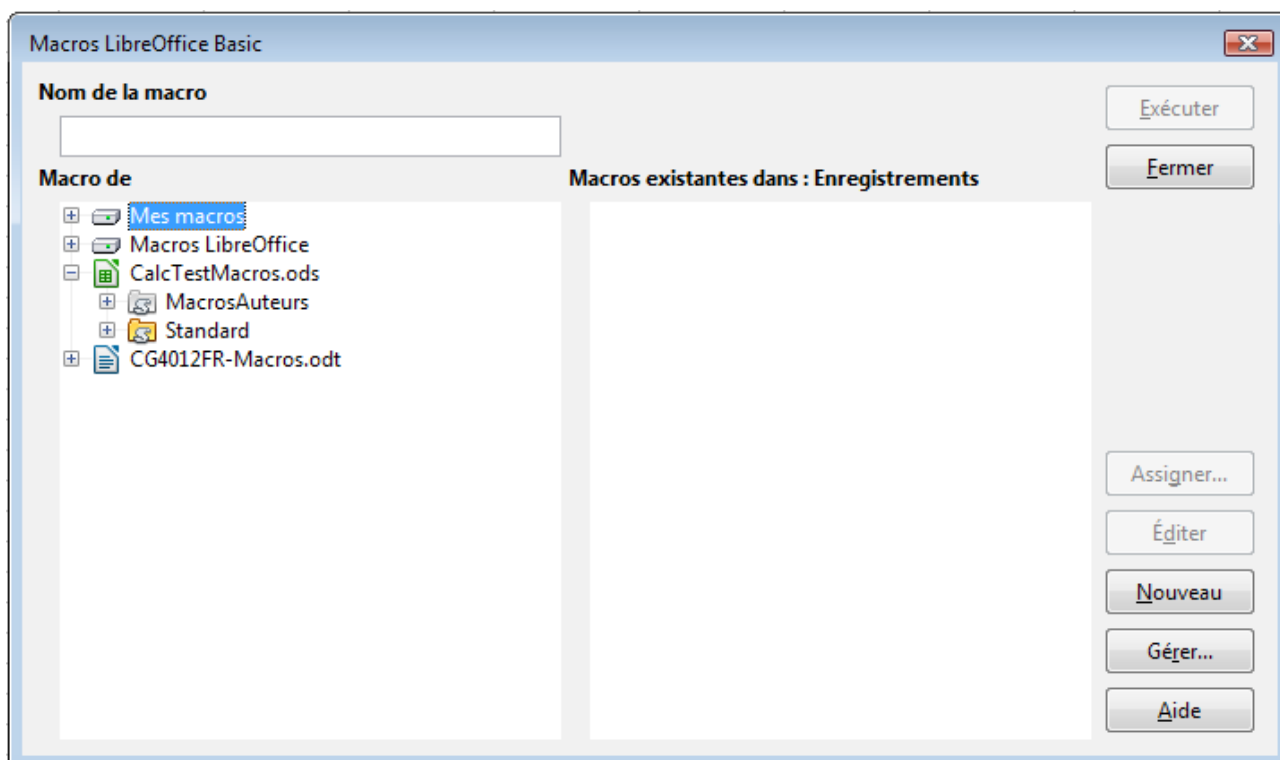 Macros LibreOffice Basic
Nom de la macro
Exécuter
Fermer
Macro de
Macros existantes dans : Enregistrements
Mes macros
Macros LibreOffice
CalcTestMacros.ods
MacrosAuteurs
Standard
CG4012FR-Macros.odt
Assigner...
Éditer
Nouveau
Gérer...
Aide